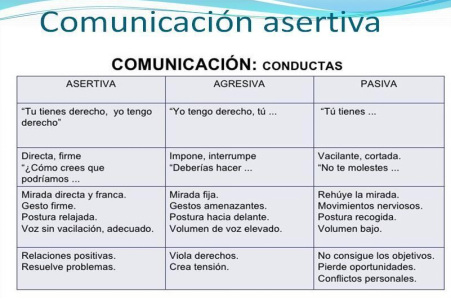 Comunicación asertiva
COMUNICACIÓN: CONDUCTAS
ASERTIVA
AGRESIVA
PASIVA
“Tu tienes derecho, yo tengo
derecho”
“Yo tengo derecho, tú ...
“Tú tienes ...
Directa, firme
“¿Cómo crees que
podríamos ...
Impone, interrumpe
“Deberías hacer ...
Vacilante, cortada.
“No te molestes ...
Mirada directa y franca.
Gesto firme.
Postura relajada.
Voz sin vacilación, adecuado.
Mirada fija.
Gestos amenazantes.
Postura hacia delante.
Volumen de voz elevado.
Rehúye la mirada.
Movimientos nerviosos.
Postura recogida.
Volumen bajo.
Relaciones positivas.
Resuelve problemas.
Viola derechos.
Crea tensión.
No consigue los objetivos.
Pierde oportunidades.
Conflictos personales.